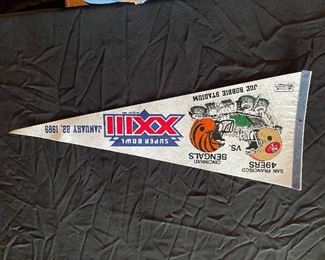 SAN FRANCISCO
49ERS
VS.
CINCINNATI
BENGALS
JOE ROBBIE STADIUM
SUPER BOWL
XXIII
JANUARY 22, 1989